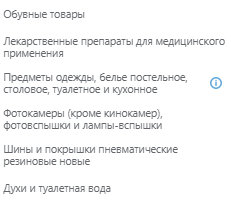 Обувные товары
Лекарственные препараты для медицинского
применения
Предметы одежды, белье постельное,
столовое, туалетное и кухонное
Фотокамеры (кроме кинокамер),
фотовспышки и лампы-вспышки
Шины и покрышки пневматические
резиновые новые
Духи и туалетная вода